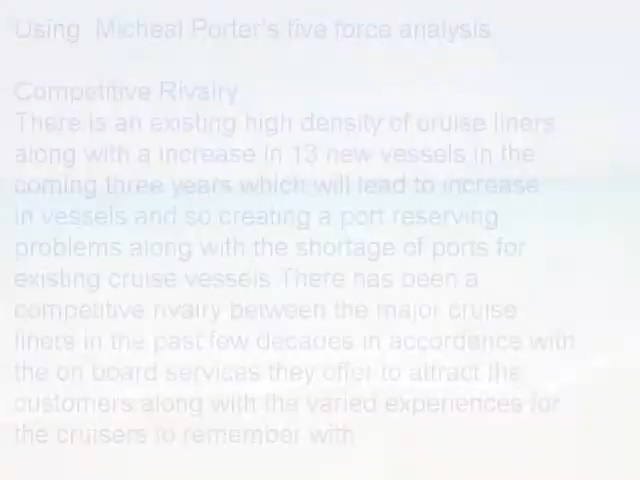 Using  Micheal Porter's five force analysis
Competitive Rivalry
There is an existing high density of cruise liners
along with a increase in 13 new vessels in the
coming three years which will lead to increase
in vessels and so creating a port reserving
problems along with the shortage of ports for
existing cruise vessels There has been a
competitive rivalry between the major cruise
liners in the past few decades in accordance with
the on board services they offer to attract the
customers along with the varied experiences for
the cruisers to remember with